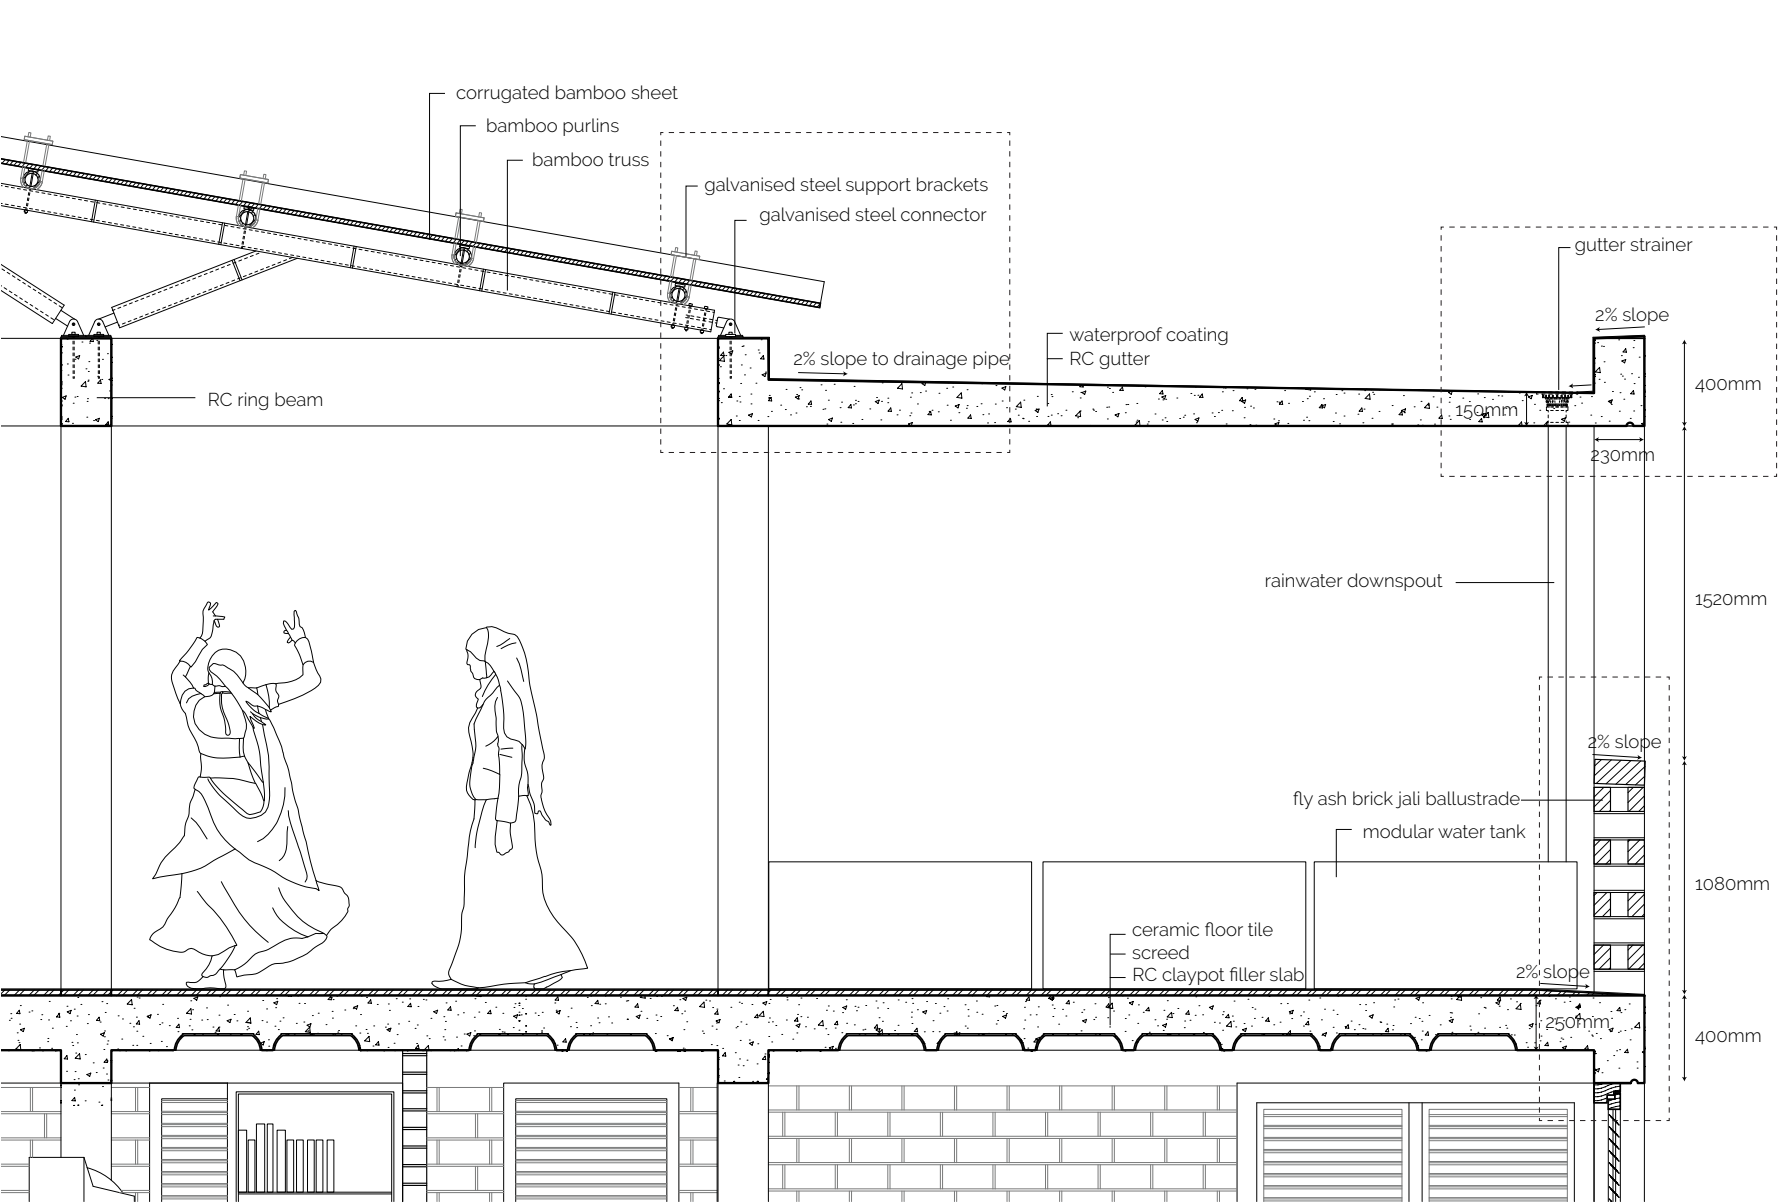 corrugated bamboo sheet
bamboo purlins
bamboo truss
galvanised steel support brackets
galvanised steel connector
gutter strainer
2% slope
waterproof coating
2% slope to drainage pipe
RC gutter
400mm
RC ring beam
150mm
230mm
rainwater downspout
1520mm
2% slope
fly ash brick jali ballustrade
modular water tank
1080mm
ceramic floor tile
screed
2% slope
RC claypot filler slab
250mm
400mm